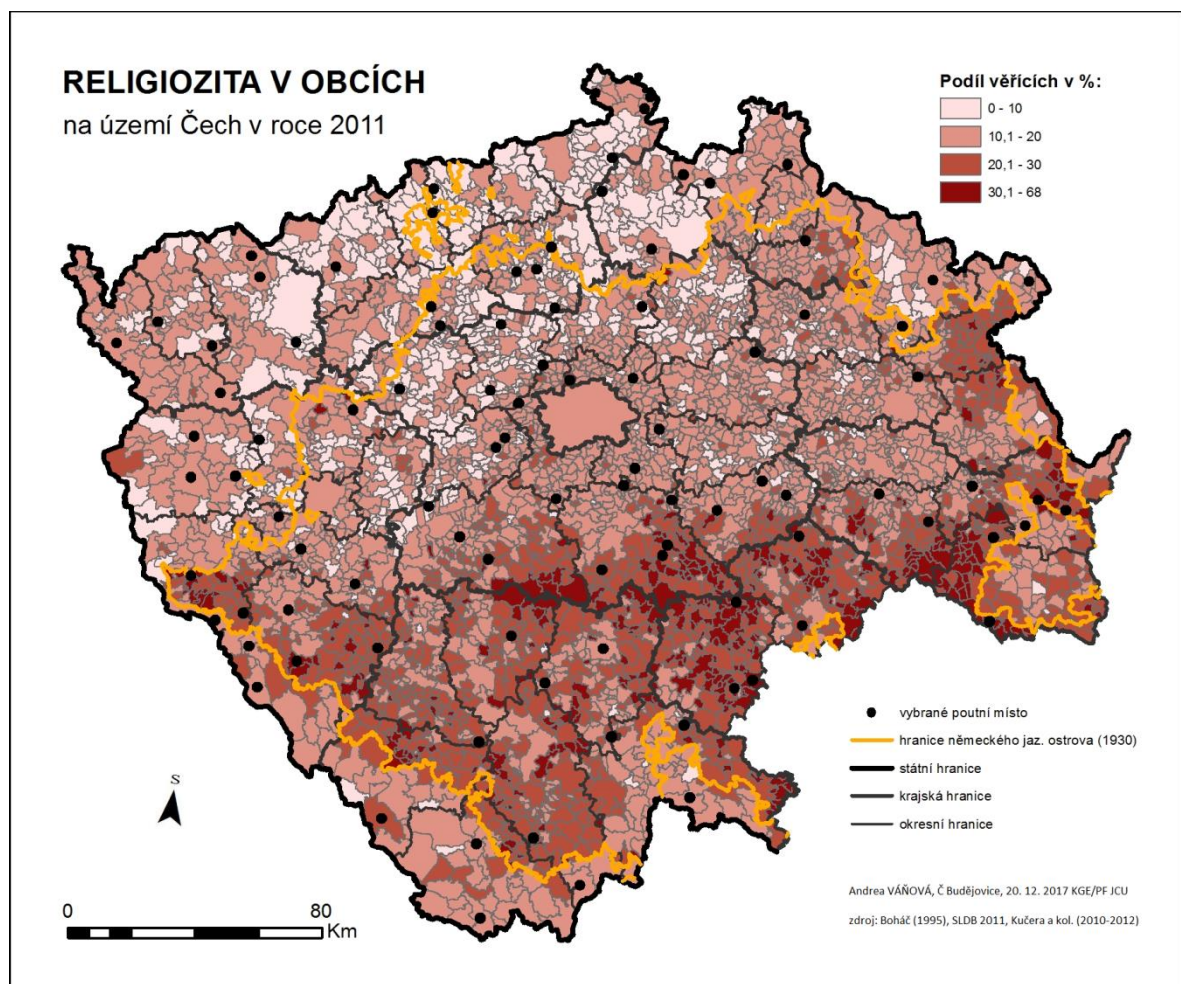 RELIGIOZITA V OBCÍCH
na území Čech v roce 2011
Podíl věřících v %:
0 - 10
10,1 - 20
20,1 - 30
30,1 - 68
vybrané poutní místo
hranice německého jaz. ostrova (1930)
státní hranice
krajská hranice
okresní hranice
S
0 80
Km
Andrea VÁŇOVÁ, Č Budějovice, 20. 12. 2017 KGE/PF JCU
zdroj: Boháč (1995), SLDB 2011, Kučera a kol. (2010-2012)